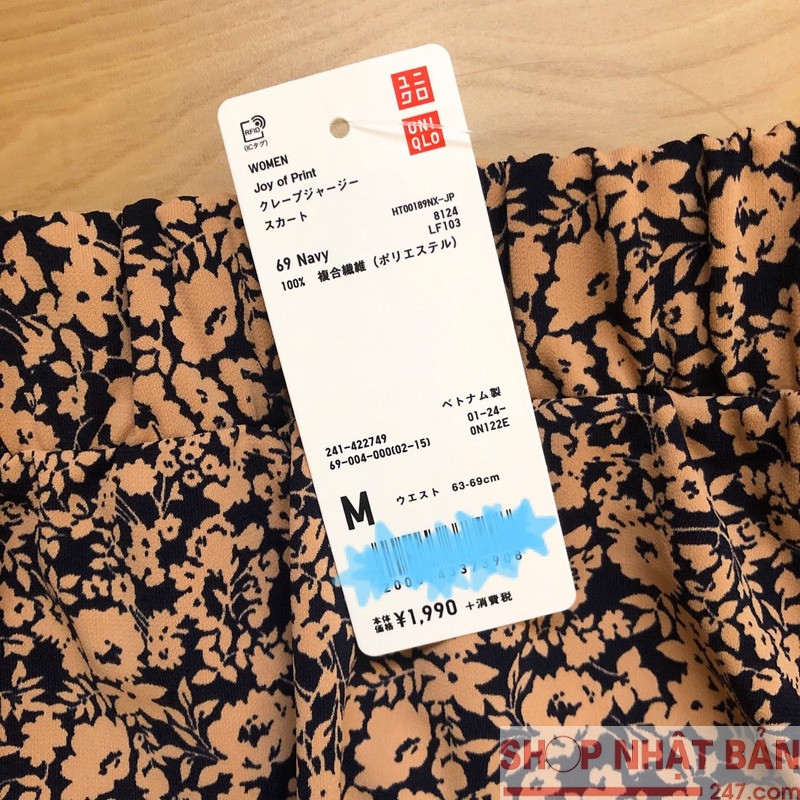 ユニ
クロ
UNI
QLO
RFID
(ICタグ)
WOMEN
Joy of Print
クレープジャージー
スカート
HT00189NX-JP
8124
LF103
69 Navy
100% 複合繊維（ポリエステル）
ベトナム製
241-422749
01-24-
69-004-000(02-15)
0N122E
M ウエスト 63-69cm
本体
価格 ¥1,990 +消費税
SHOP NHẬT BẢN
247.com